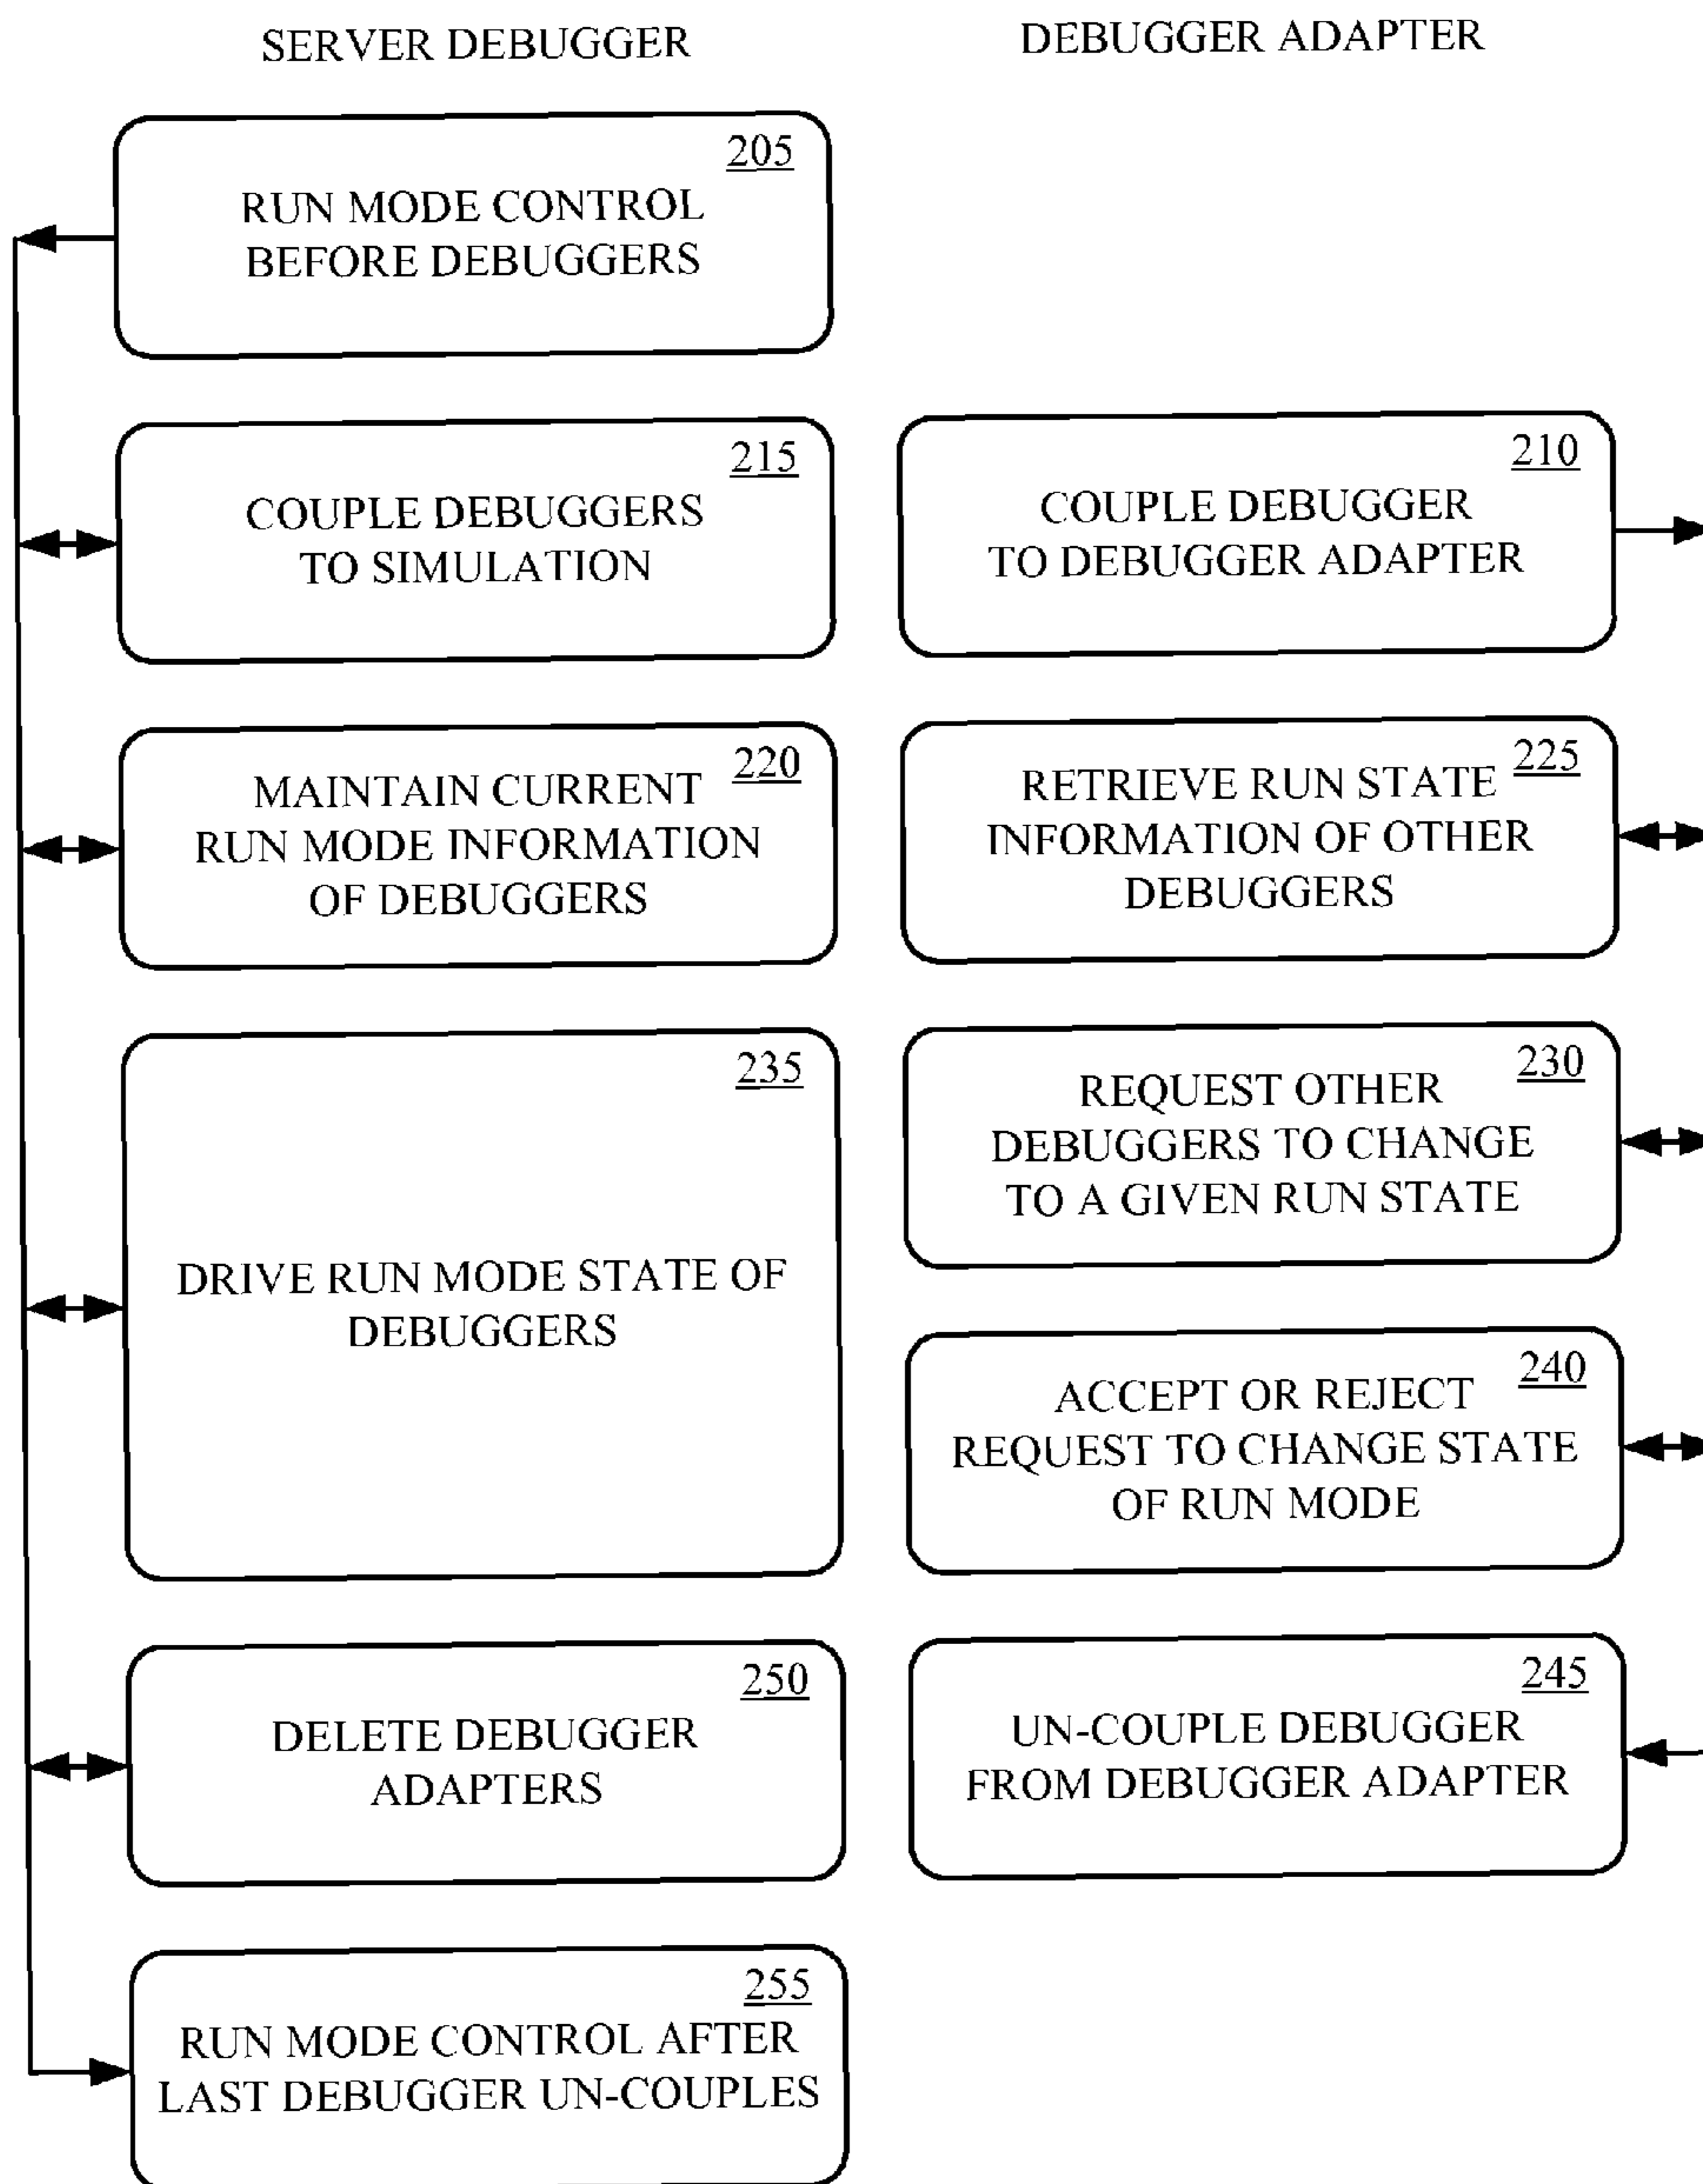 SERVER DEBUGGER
DEBUGGER ADAPTER
205
RUN MODE CONTROL
BEFORE DEBUGGERS
215
COUPLE DEBUGGERS
TO SIMULATION
210
COUPLE DEBUGGER
TO DEBUGGER ADAPTER
220
MAINTAIN CURRENT
RUN MODE INFORMATION
OF DEBUGGERS
225
RETRIEVE RUN STATE
INFORMATION OF OTHER
DEBUGGERS
235
DRIVE RUN MODE STATE OF
DEBUGGERS
230
REQUEST OTHER
DEBUGGERS TO CHANGE
TO A GIVEN RUN STATE
240
ACCEPT OR REJECT
REQUEST TO CHANGE STATE
OF RUN MODE
250
DELETE DEBUGGER
ADAPTERS
245
UN-COUPLE DEBUGGER
FROM DEBUGGER ADAPTER
255
RUN MODE CONTROL AFTER
LAST DEBUGGER UN-COUPLES